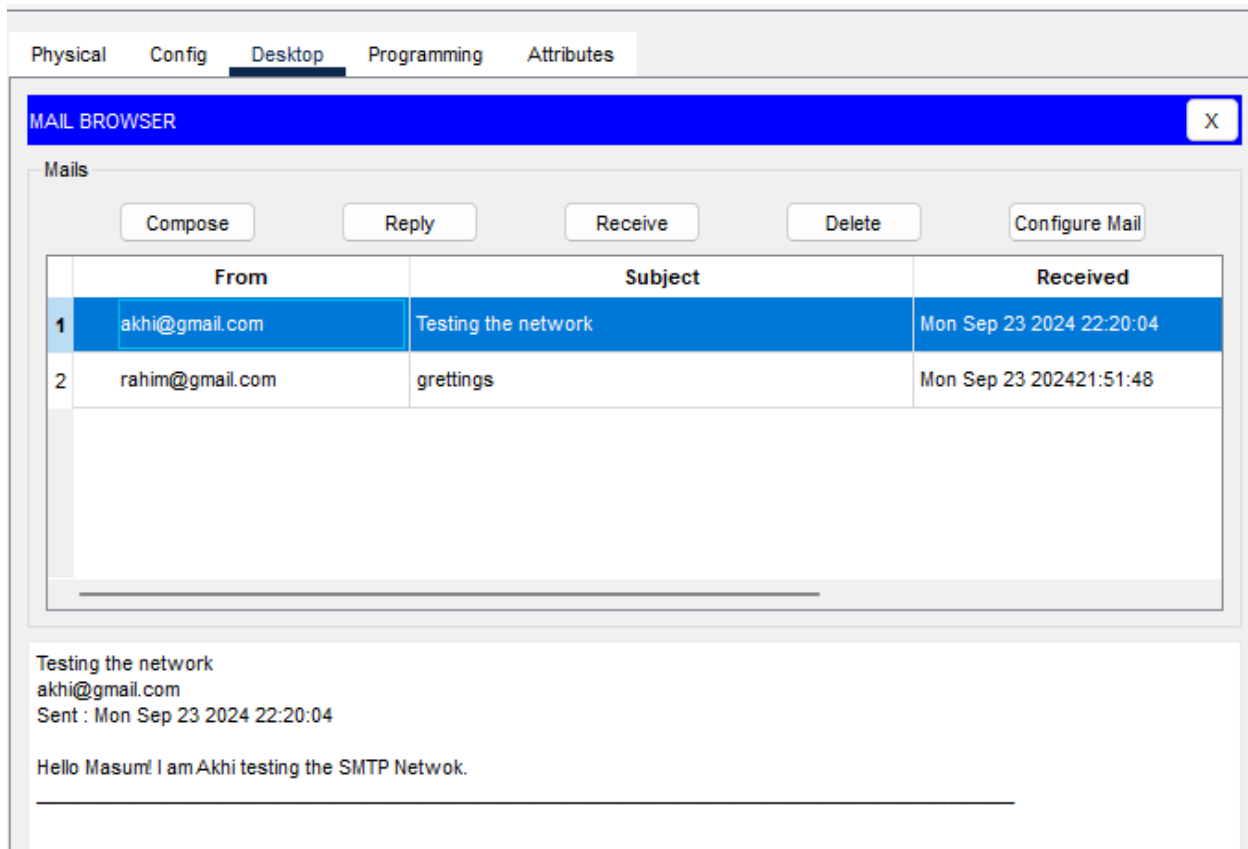 Physical Config Desktop Programming Attributes
MAIL BROWSER X
Mails
Compose Reply Receive Delete Configure Mail
From Subject Received
1 akhi@gmail.com Testing the network Mon Sep 23 2024 22:20:04
2 rahim@gmail.com grettings Mon Sep 23 202421:51:48
Testing the network
akhi@gmail.com
Sent : Mon Sep 23 2024 22:20:04
Hello Masum! I am Akhi testing the SMTP Netwok.